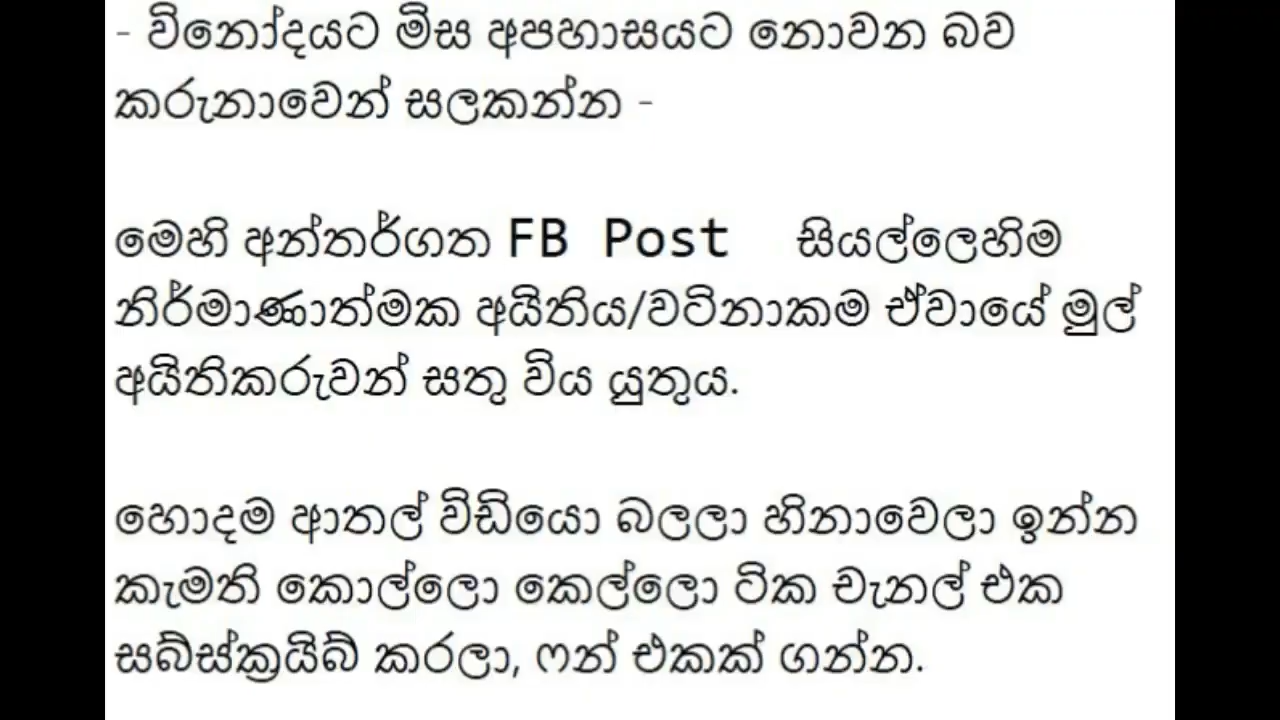 - විනෝදයට මිස අපහාසයට නොවන බව
කරුනාවෙන් සලකන්න -
මෙහි අන්තර්ගත FB Post සියල්ලෙහිම
නිර්මාණාත්මක අයිතිය/වටිනාකම ඒවායේ මුල්
අයිතිකරුවන් සතු විය යුතුය.
හොදම ආතල් විඩියො බලලා හිනාවෙලා ඉන්න
කැමති කොල්ලො කෙල්ලො ටික චැනල් එක
සබ්ස්ක්‍රයිබ් කරලා, ෆන් එකක් ගන්න.